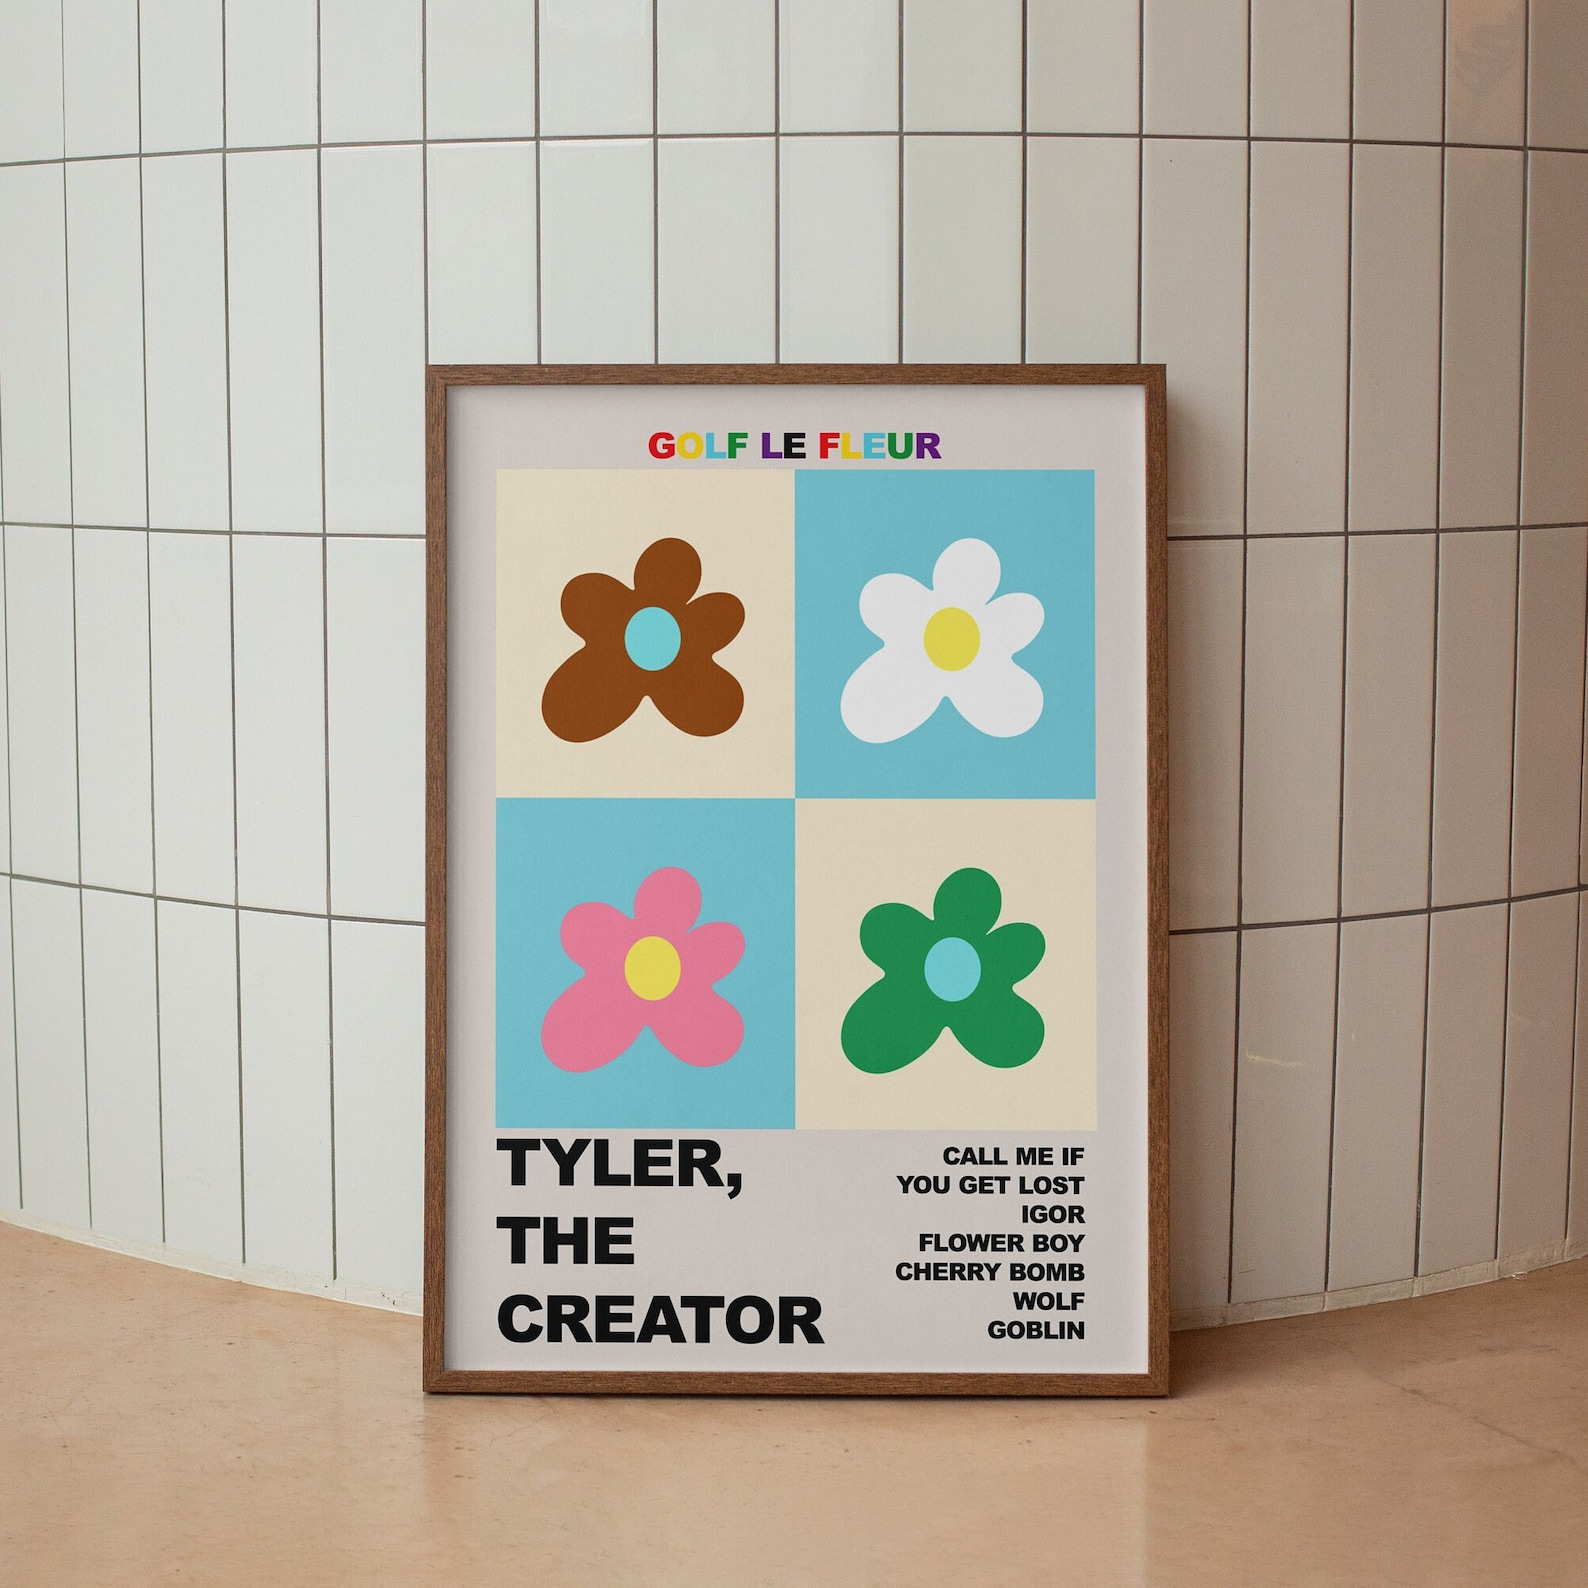 GOLF LE FLEUR
TYLER,
THE
CREATOR
CALL ME IF
YOU GET LOST
IGOR
FLOWER BOY
CHERRY BOMB
WOLF
GOBLIN